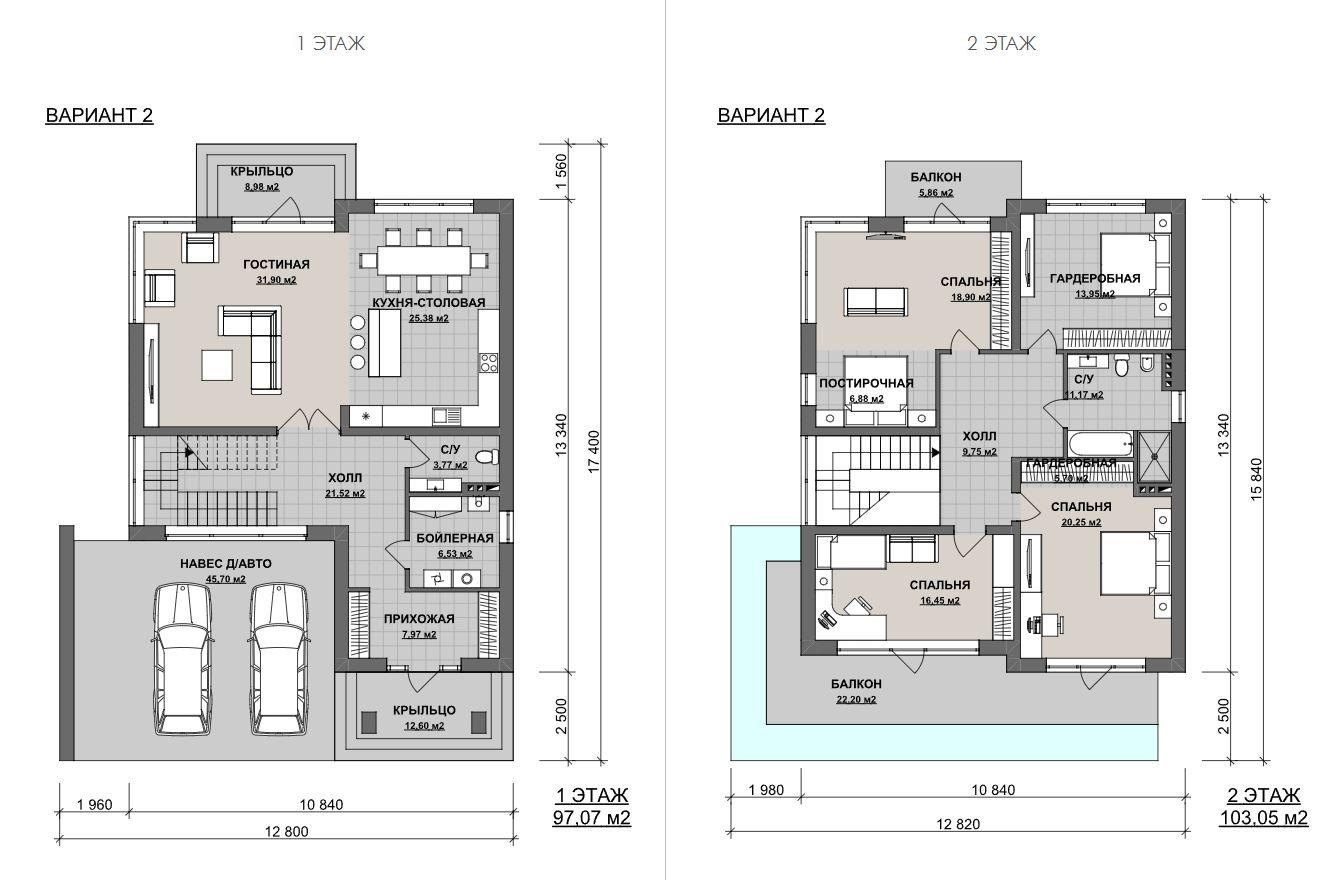 1 ЭТАЖ
ВАРИАНТ 2
КРЫЛЬЦО
8,98 м2
1 560
ГОСТИНАЯ
31,90 м2
КУХНЯ-СТОЛОВАЯ
25,38 м2
13 340
17 400
С/У
3,77 м2
ХОЛЛ
21,52 м2
БОЙЛЕРНАЯ
6,53 м2
НАВЕС Д/АВТО
45,70 м2
ПРИХОЖАЯ
7,97 м2
КРЫЛЬЦО
12,60 м2
2 500
1 960
10 840
12 800
1 ЭТАЖ
97,07 м2
2 ЭТАЖ
ВАРИАНТ 2
БАЛКОН
5,86 м2
СПАЛЬНЯ
18,90 м2
ГАРДЕРОБНАЯ
13,95 м2
ПОСТИРОЧНАЯ
6,88 м2
С/У
11,17 м2
ХОЛЛ
9,75 м2
13 340
15 840
ГАРДЕРОБНАЯ
5,70 м2
СПАЛЬНЯ
20,25 м2
СПАЛЬНЯ
16,45 м2
БАЛКОН
22,20 м2
2 500
1 980
10 840
12 820
2 ЭТАЖ
103,05 м2